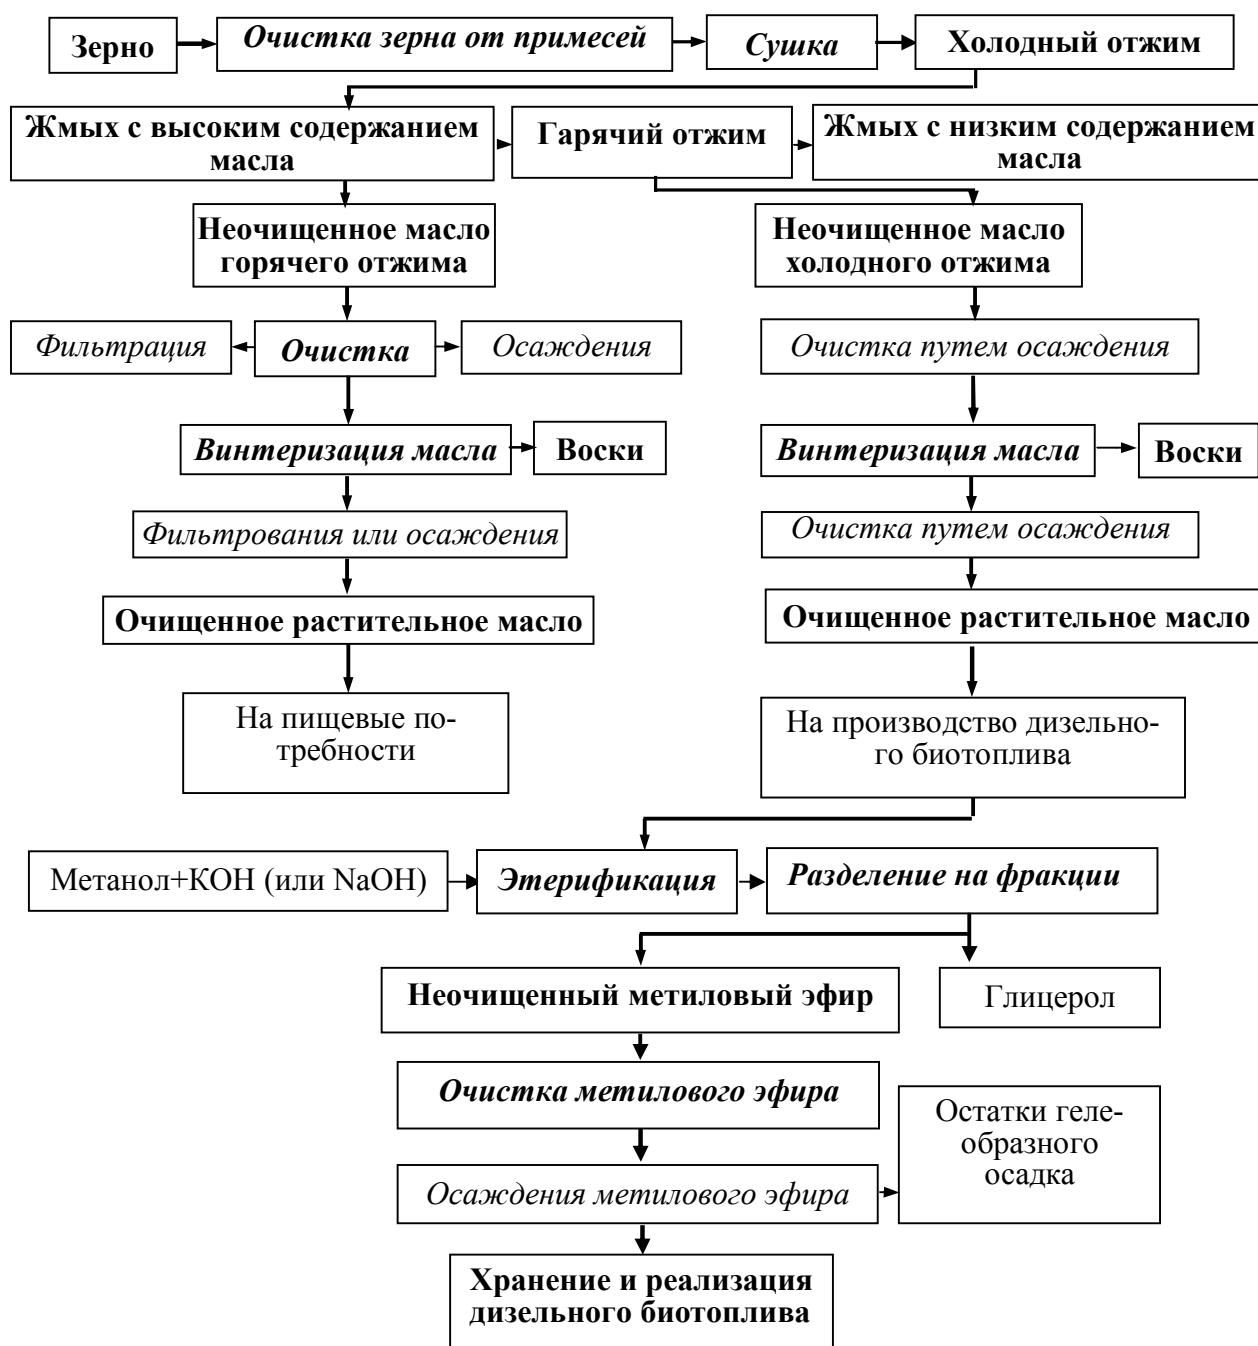 Зерно
Очистка зерна от примесей
Сушка
Холодный отжим
Жмых с высоким содержанием
масла
Гарячий отжим
Жмых с низким содержанием
масла
Неочищенное масло
горячего отжима
Неочищенное масло
холодного отжима
Фильтрация
Очистка
Осаждения
Очистка путем осаждения
Винтеризация масла
Воски
Винтеризация масла
Воски
Фильтрования или осаждения
Очистка путем осаждения
Очищенное растительное масло
Очищенное растительное масло
На пищевые по-
требности
На производство дизельно-
го биотоплива
Метанол+KOH (или NaOH)
Этерификация
Разделение на фракции
Неочищенный метиловый эфир
Глицерол
Очистка метилового эфира
Остатки геле-
образного
осадка
Осаждения метилового эфира
Хранение и реализация
дизельного биотоплива